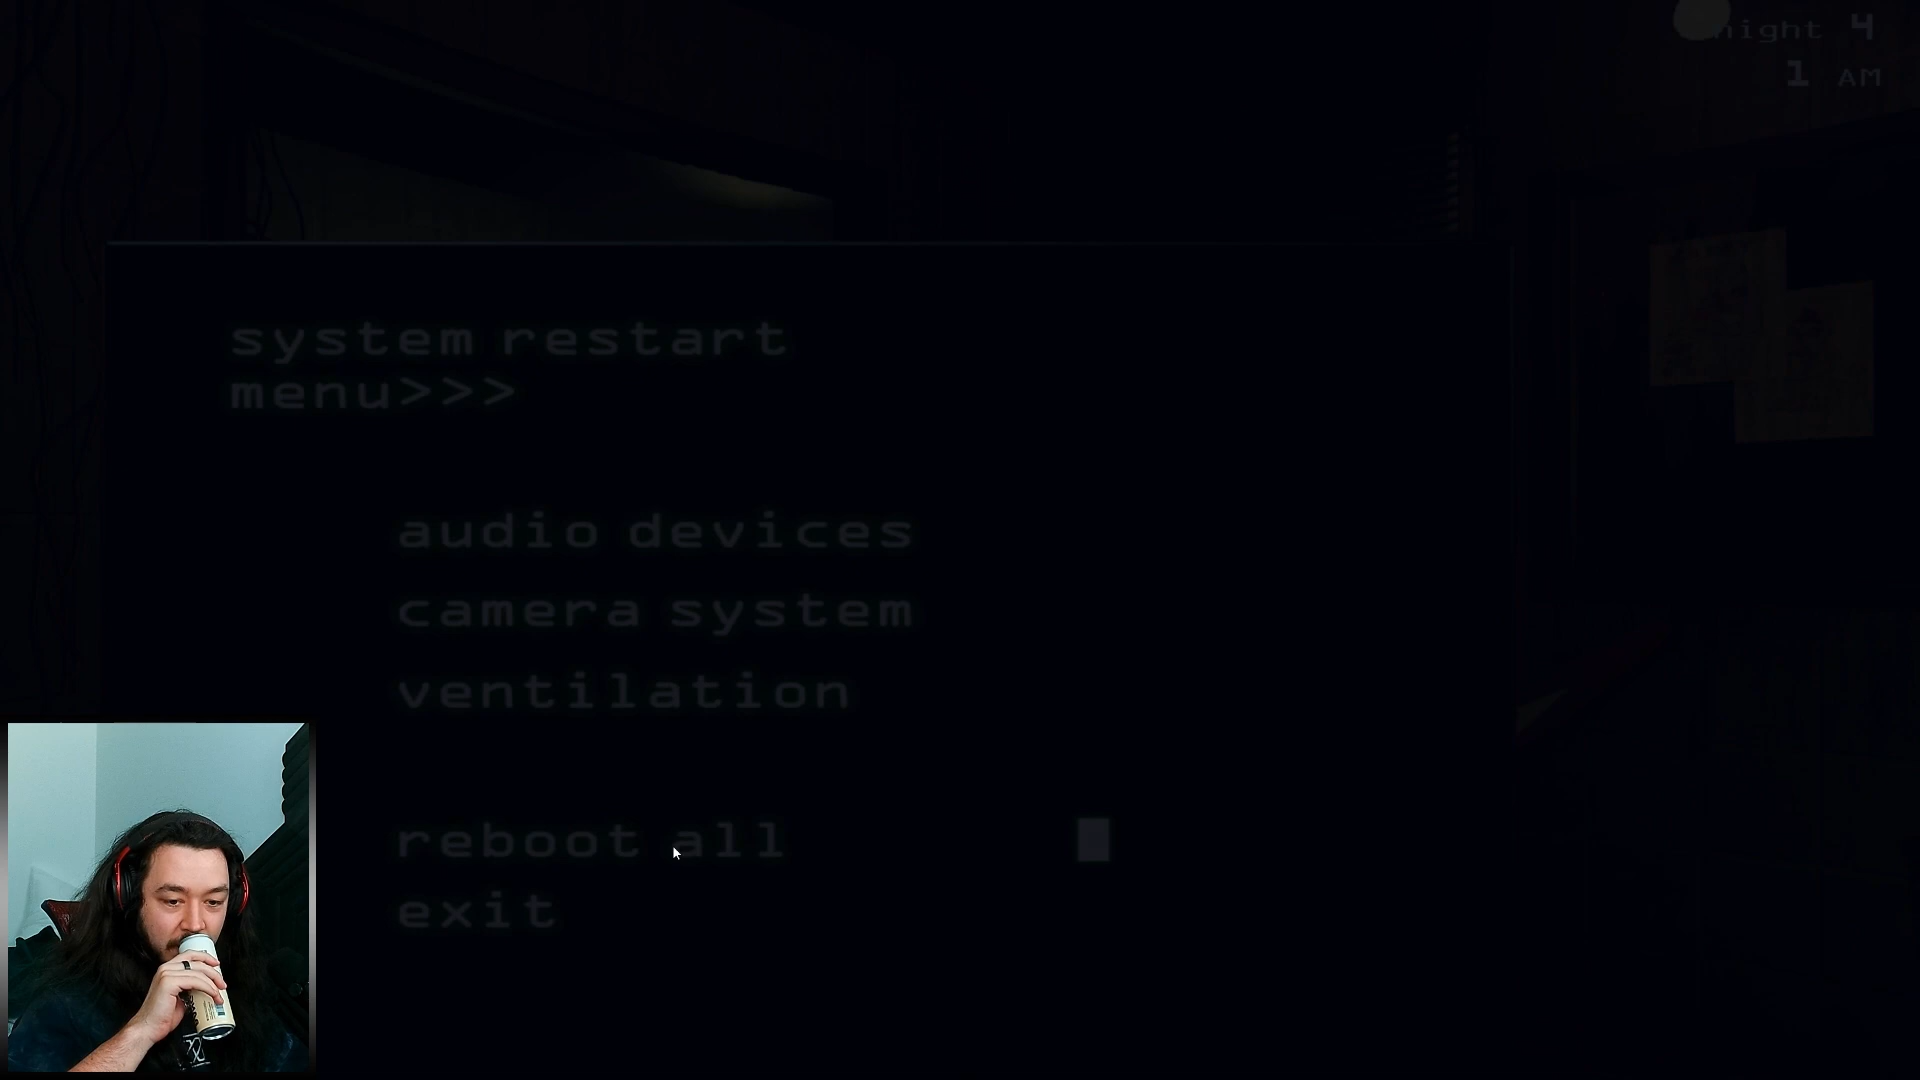 night 4
1 AM
system restart
menu>>>
audio devices
camera system
ventilation
reboot all
exit